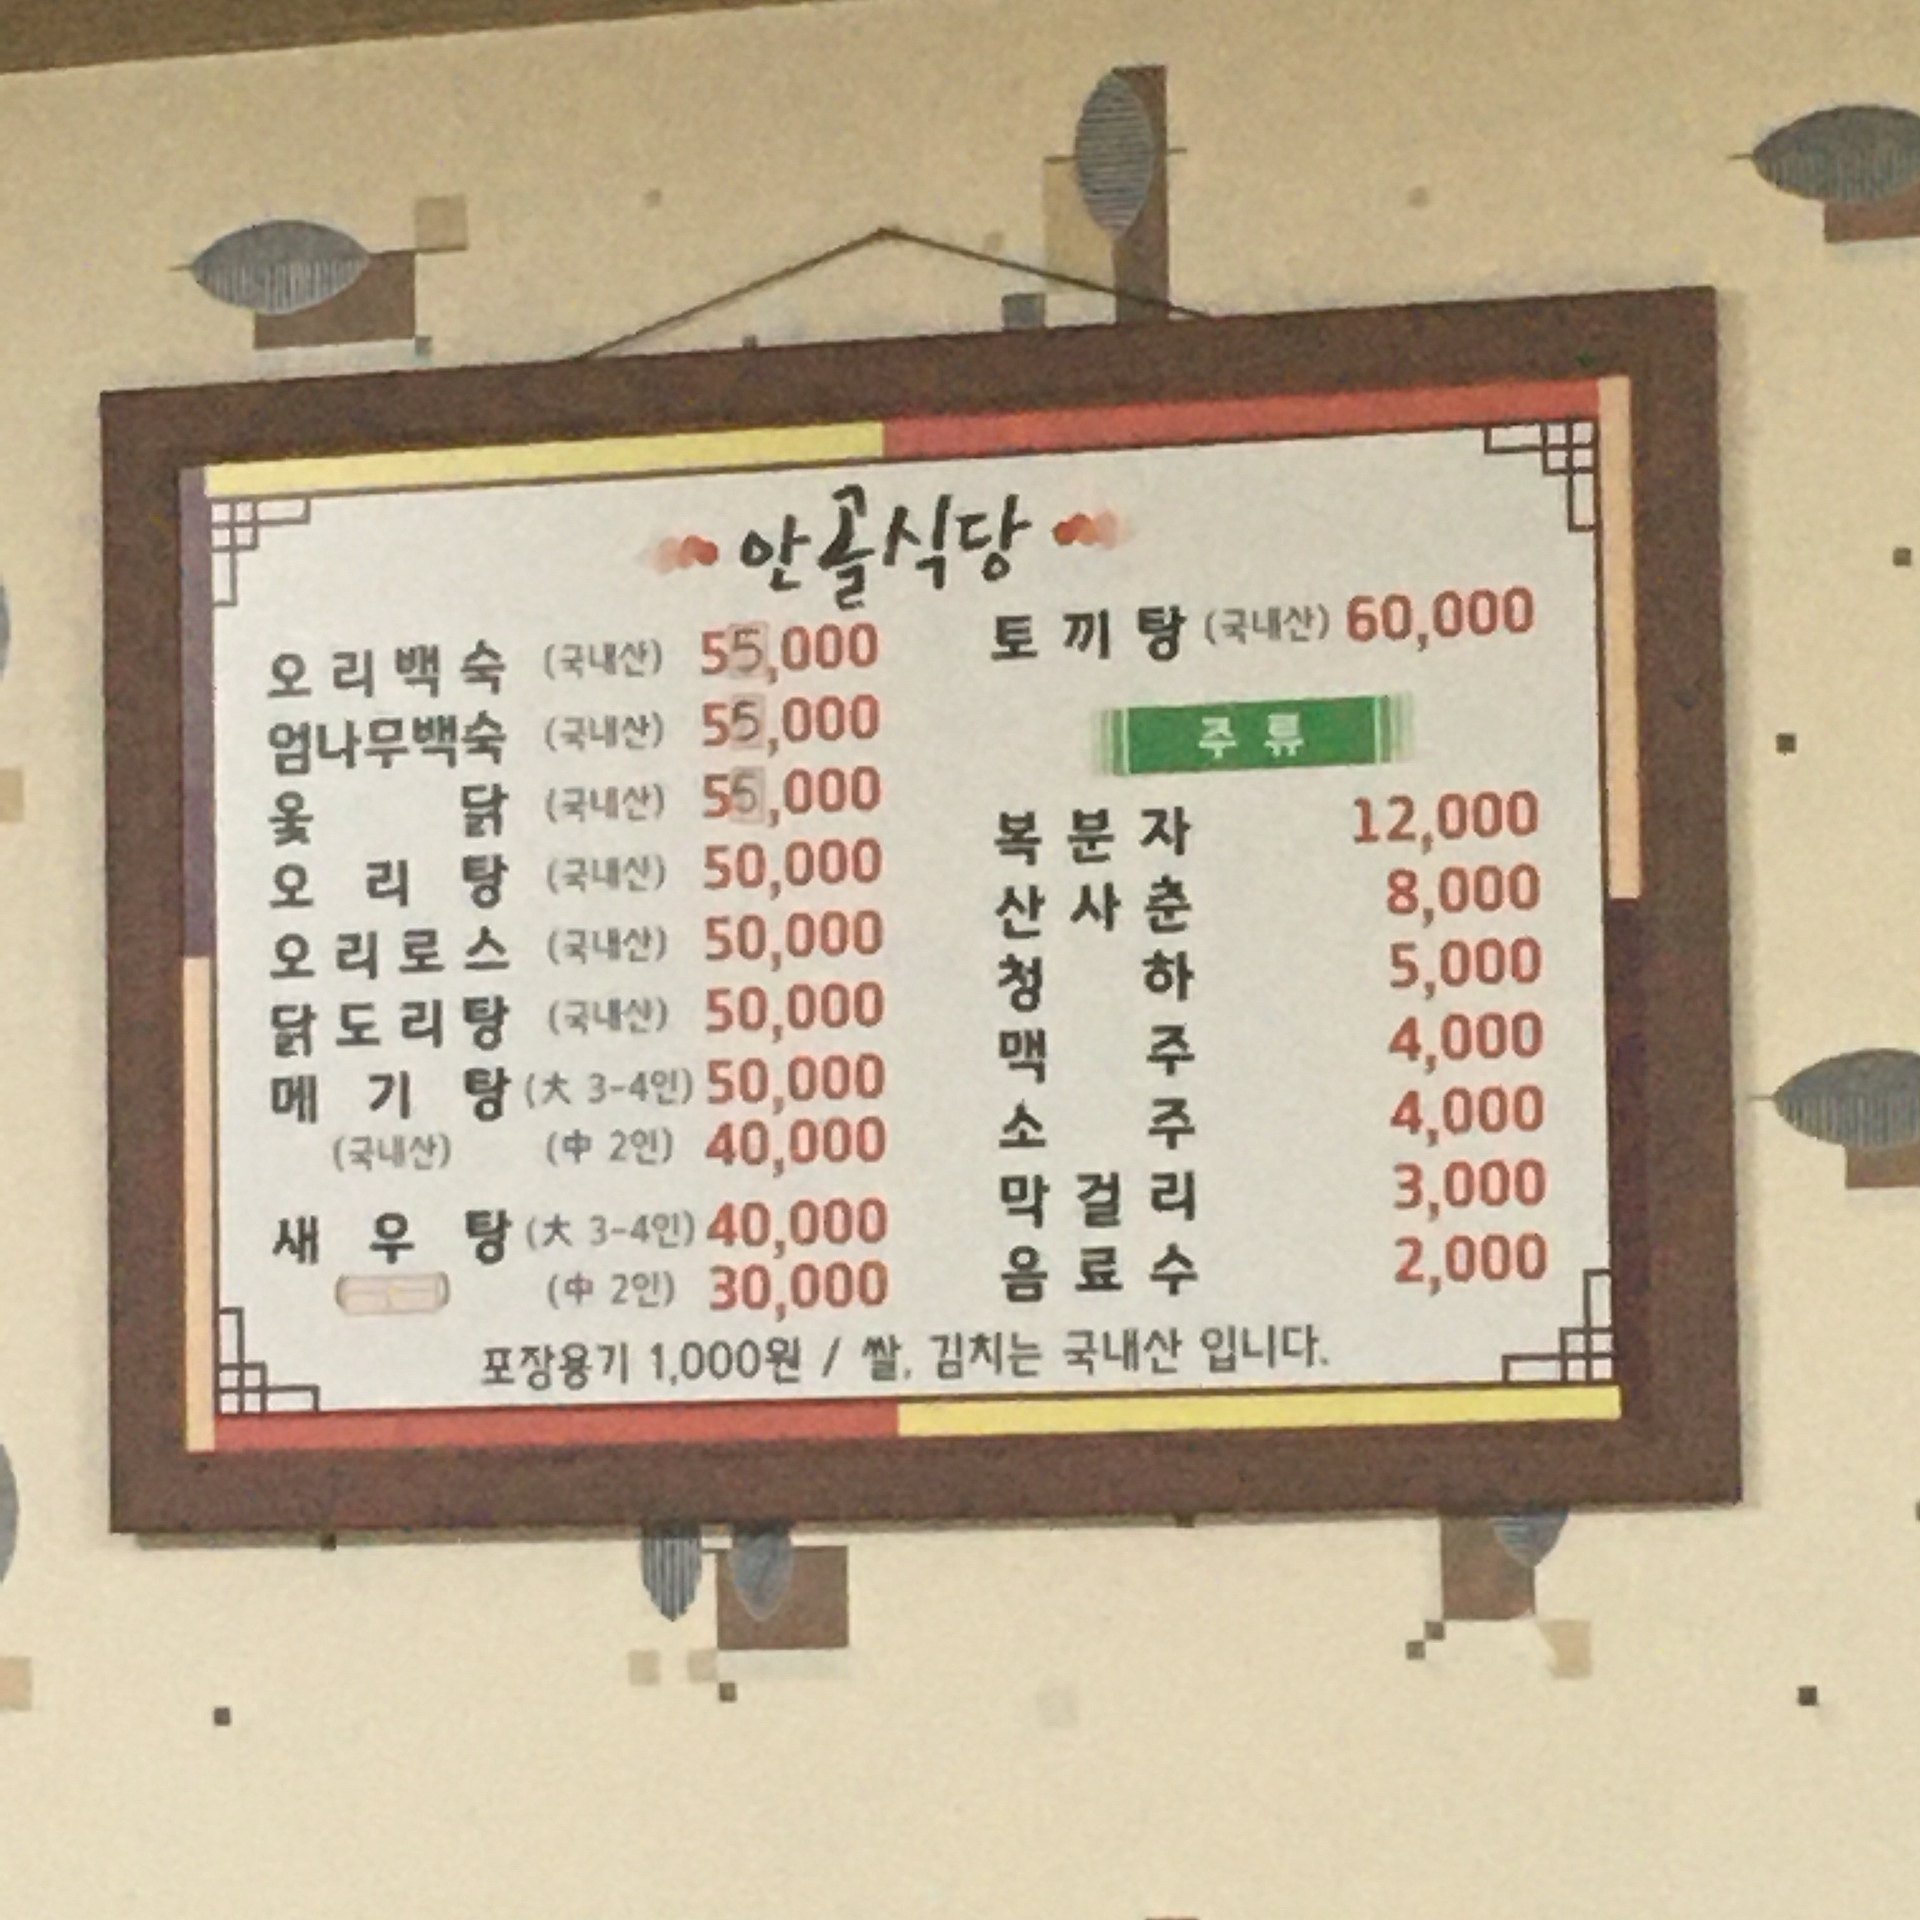 안골식당
오리백숙 (국내산) 55,000
엄나무백숙 (국내산) 55,000
옻닭 (국내산) 55,000
오리탕 (국내산) 50,000
오리로스 (국내산) 50,000
닭도리탕 (국내산) 50,000
메기탕 (大 3-4인) 50,000
(국내산) (中 2인) 40,000
새우탕 (大 3-4인) 40,000
(中 2인) 30,000
토끼탕 (국내산) 60,000
주류
복분자 12,000
산사춘 8,000
청하 5,000
맥주 4,000
소주 4,000
막걸리 3,000
음료수 2,000
포장용기 1,000원 / 쌀, 김치는 국내산 입니다.